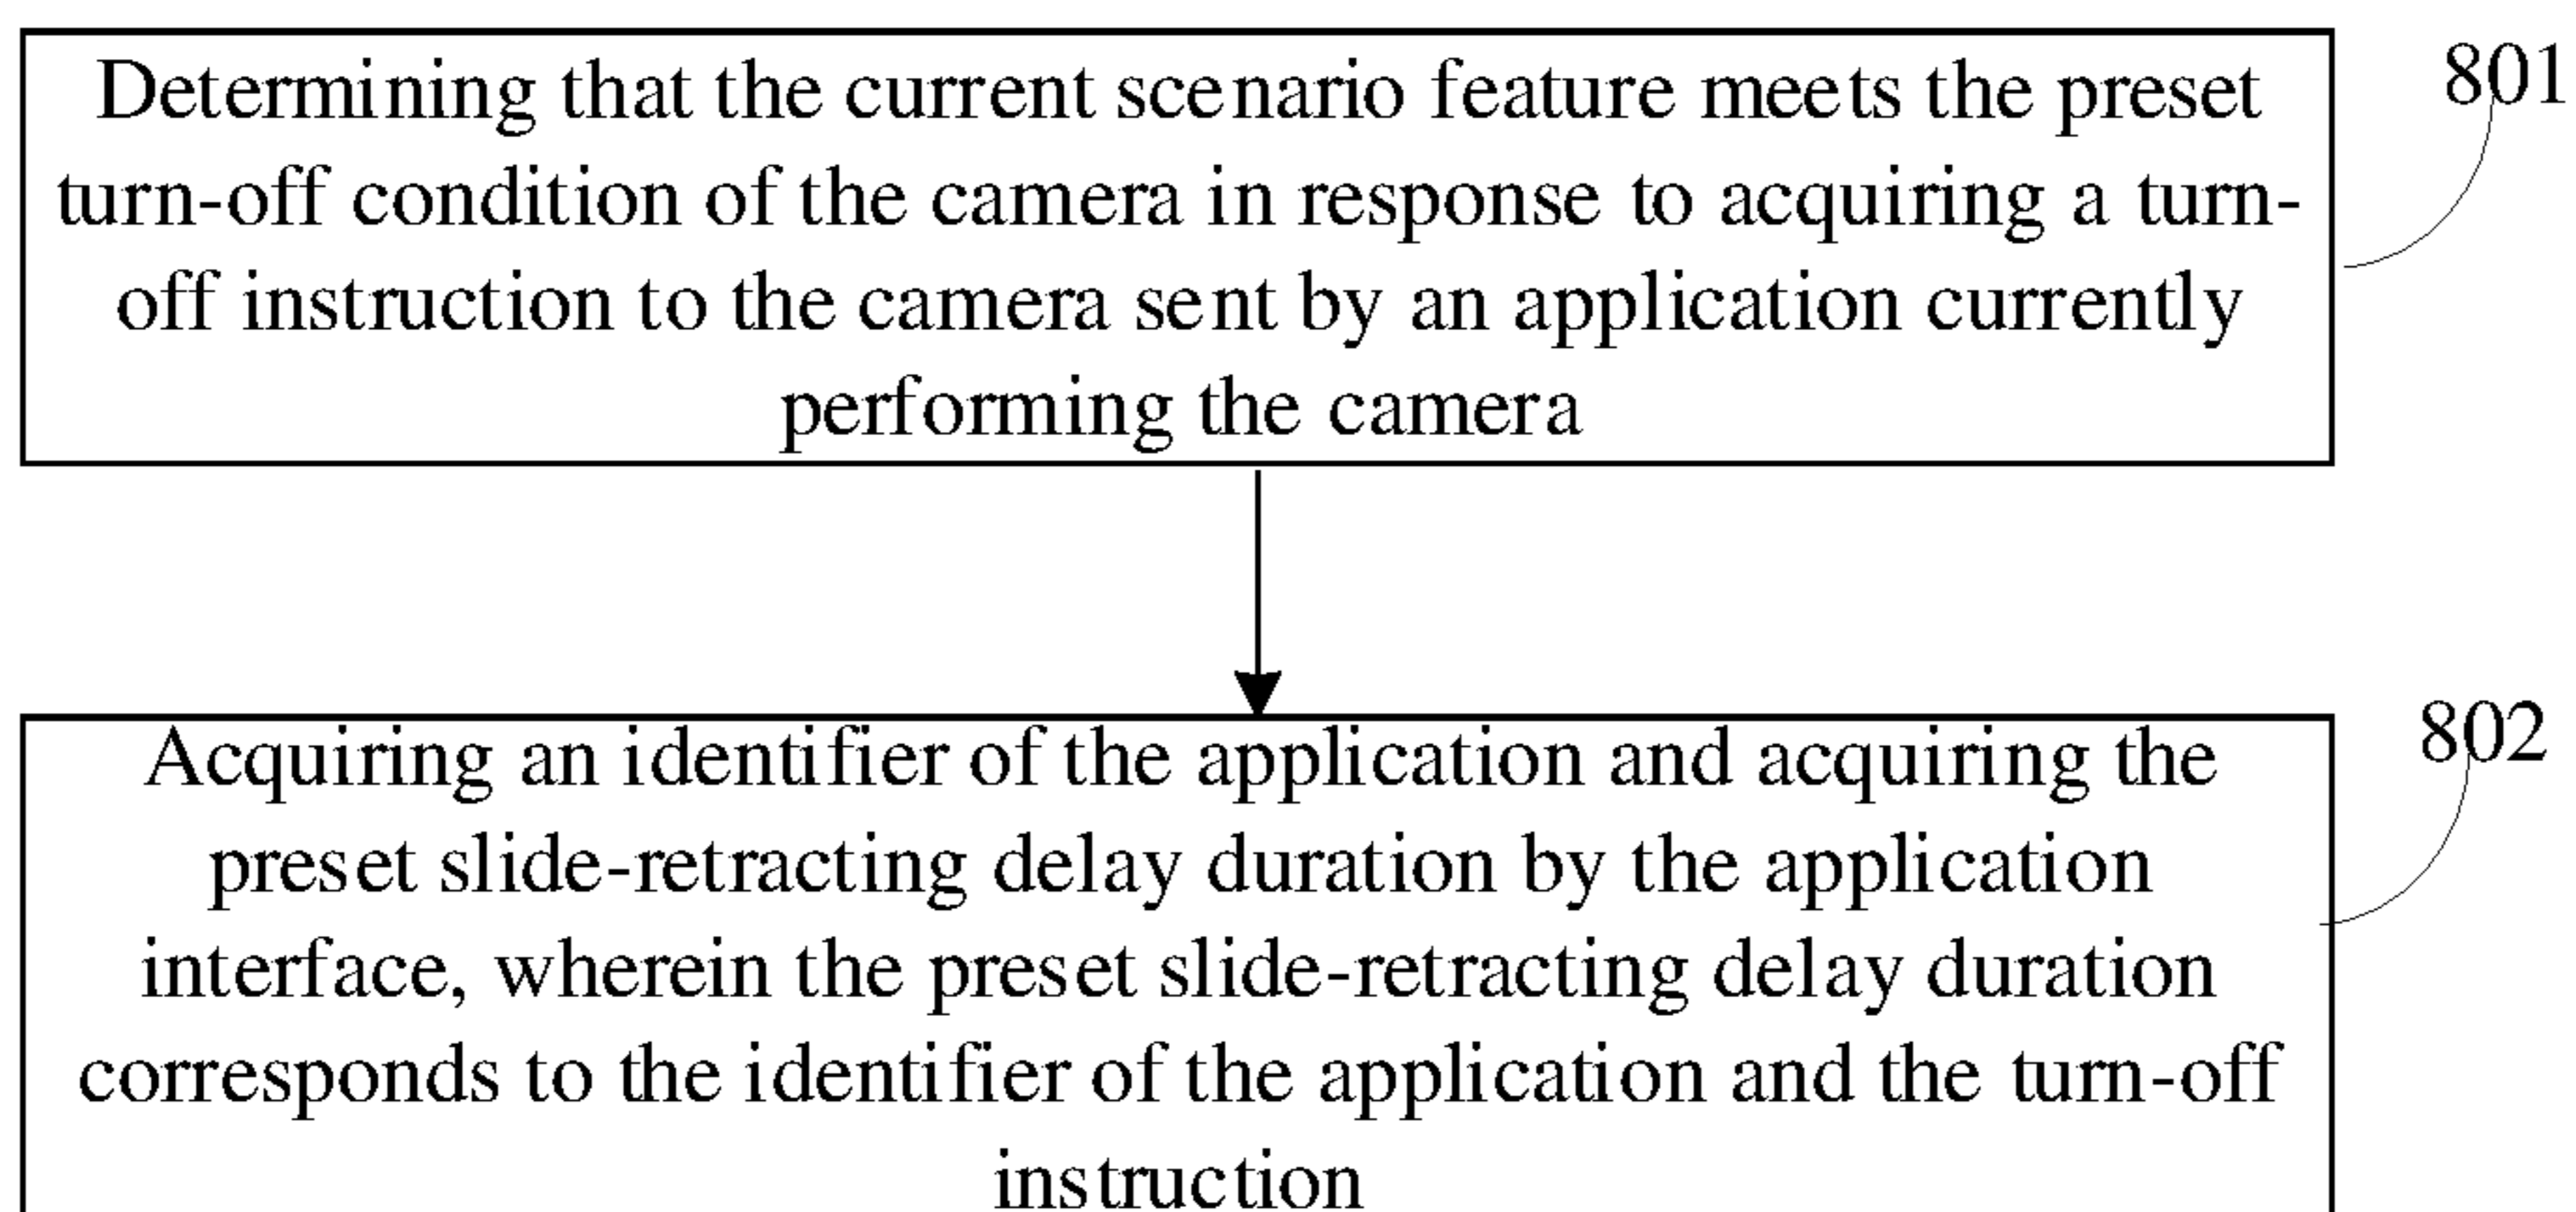 Determining that the current scenario feature meets the preset
801
turn-off condition of the camera in response to acquiring a turn-
off instruction to the camera sent by an application currently
performing the camera
Acquiring an identifier of the application and acquiring the
802
preset slide-retracting delay duration by the application
interface, wherein the preset slide-retracting delay duration
corresponds to the identifier of the application and the turn-off
instruction